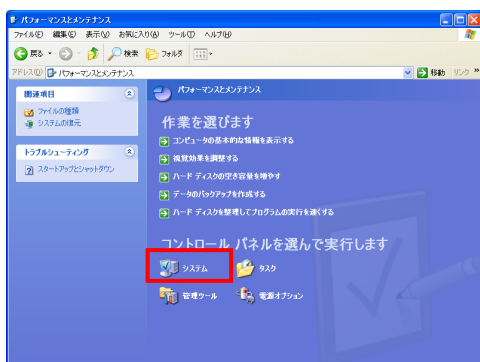 パフォーマンスとメンテナンス
ファイル(F) 編集(E) 表示(V) お気に入り(A) ツール(T) ヘルプ(H)
戻る 検索 フォルダ
アドレス(D) パフォーマンスとメンテナンス 移動 リンク »
関連項目
ファイルの種類
システムの復元
トラブルシューティング
スタートアップとシャットダウン
パフォーマンスとメンテナンス
作業を選びます
コンピュータの基本的な情報を表示する
視覚効果を調整する
ハード ディスクの空き容量を増やす
データのバックアップを作成する
ハード ディスクを整理してプログラムの実行を速くする
コントロール パネルを選んで実行します
システム タスク
管理ツール 電源オプション